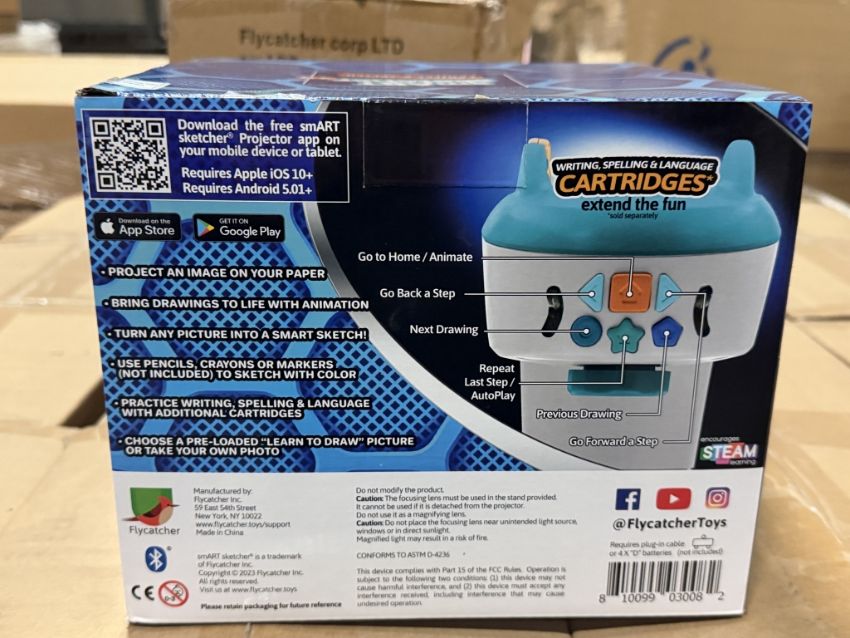 Flycatcher corp LTD
Download the free smART
sketcher® Projector app on
your mobile device or tablet.
Requires Apple iOS 10+
Requires Android 5.01+
Download on the
App Store
GET IT ON
Google Play
• PROJECT AN IMAGE ON YOUR PAPER
• BRING DRAWINGS TO LIFE WITH ANIMATION
• TURN ANY PICTURE INTO A SMART SKETCH!
• USE PENCILS, CRAYONS OR MARKERS
(NOT INCLUDED) TO SKETCH WITH COLOR
• PRACTICE WRITING, SPELLING & LANGUAGE
WITH ADDITIONAL CARTRIDGES
• CHOOSE A PRE-LOADED "LEARN TO DRAW" PICTURE
OR TAKE YOUR OWN PHOTO
WRITING, SPELLING & LANGUAGE
CARTRIDGES*
extend the fun
*sold separately
Go to Home / Animate
Go Back a Step
Next Drawing
Repeat
Last Step /
AutoPlay
Previous Drawing
Go Forward a Step
encourages
STEAM
learning
Flycatcher
Manufactured by:
Flycatcher Inc.
59 East 54th Street
New York, NY 10022
www.flycatcher.toys/support
Made in China
smART sketcher® is a trademark
of Flycatcher Inc.
Copyright © 2023 Flycatcher Inc.
All rights reserved.
Visit us at www.flycatcher.toys
CE
0-3
Please retain packaging for future reference
Do not modify the product.
Caution: The focusing lens must be used in the stand provided.
It cannot be used if it is detached from the projector.
Do not use it as a magnifying lens.
Caution: Do not place the focusing lens near unintended light source,
windows or in direct sunlight.
Magnified light may result in a risk of fire.
CONFORMS TO ASTM D-4236
This device complies with Part 15 of the FCC Rules. Operation is
subject to the following two conditions: (1) this device may not
cause harmful interference, and (2) this device must accept any
interference received, including interference that may cause
undesired operation.
@FlycatcherToys
Requires plug-in cable
or 4 X "D" batteries (not included)
8 10099 03008 2